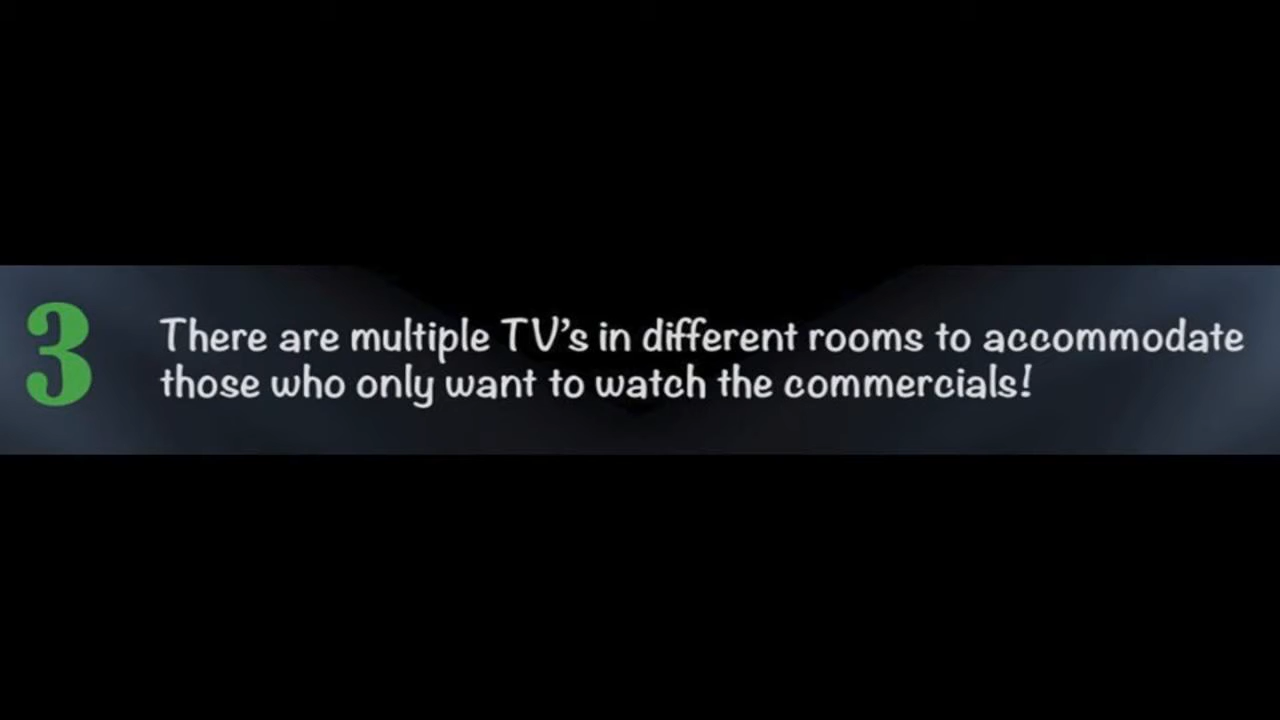 3
There are multiple TV's in different rooms to accommodate
those who only want to watch the commercials!